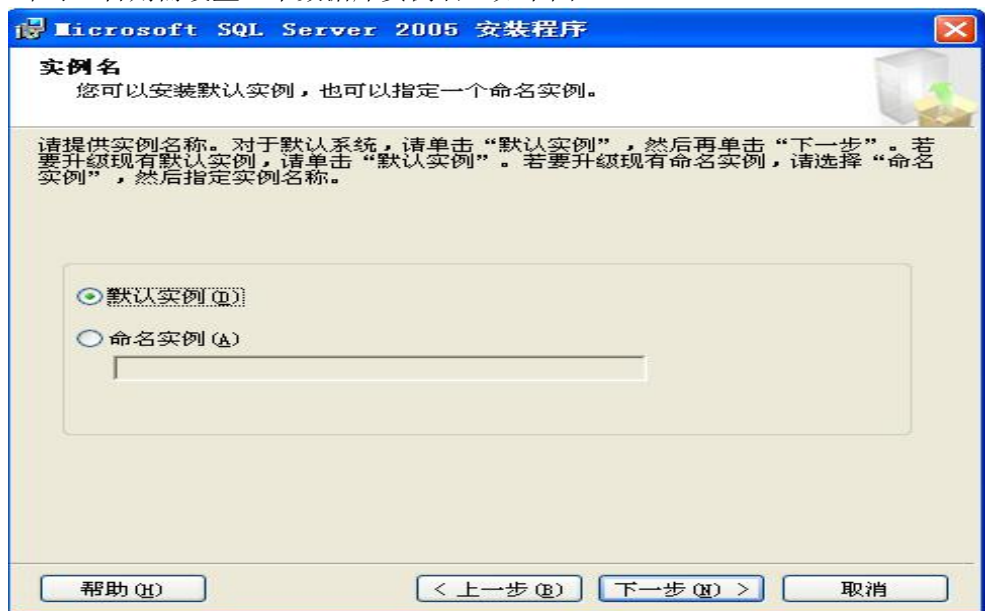 Microsoft SQL Server 2005 安装程序
实例名
您可以安装默认实例，也可以指定一个命名实例。
请提供实例名称。对于默认系统，请单击“默认实例”，然后再单击“下一步”。若
要升级现有默认实例，请单击“默认实例”。若要升级现有命名实例，请选择“命名
实例”，然后指定实例名称。
默认实例(D)
命名实例(A)
帮助(H)
< 上一步(B)
下一步(N) >
取消